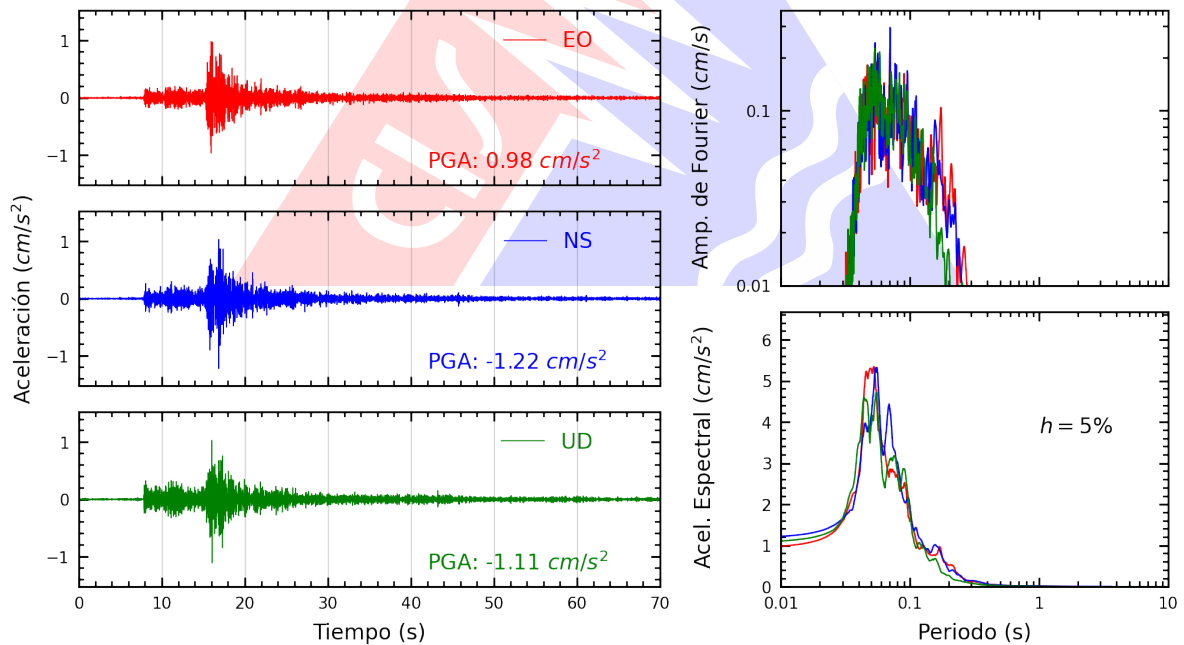 Aceleración (cm/s²)
1
0
−1
EO
PGA: 0.98 cm/s²
1
0
−1
NS
PGA: -1.22 cm/s²
1
0
−1
UD
PGA: -1.11 cm/s²
0 10 20 30 40 50 60 70
Tiempo (s)
Amp. de Fourier (cm/s)
0.1
0.01
Acel. Espectral (cm/s²)
6
5
4
3
2
1
0
h = 5%
0.01 0.1 1 10
Periodo (s)